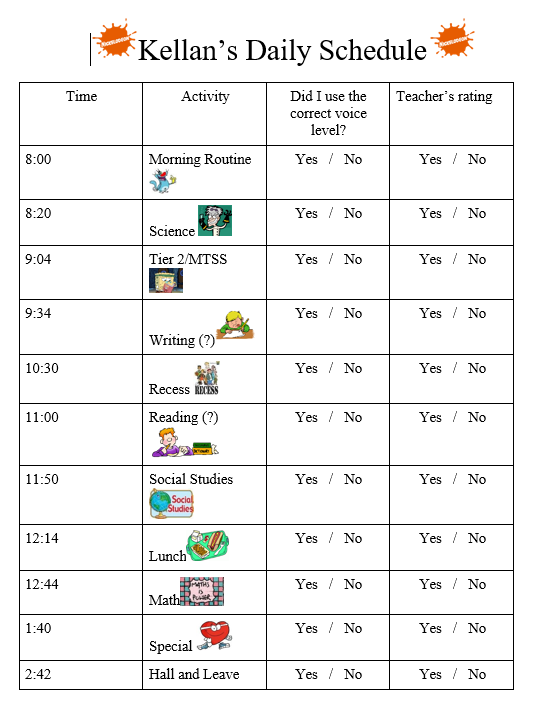 NICKELODEON Kellan's Daily Schedule NICKELODEON
Time Activity Did I use the Teacher's rating
correct voice
level?
8:00 Morning Routine Yes / No Yes / No
8:20 Science Yes / No Yes / No
9:04 Tier 2/MTSS Yes / No Yes / No
9:34 Writing (?) Yes / No Yes / No
10:30 Recess Yes / No Yes / No
RECESS
11:00 Reading (?) Yes / No Yes / No
11:50 Social Studies Yes / No Yes / No
Social
Studies
12:14 Lunch Yes / No Yes / No
12:44 Math Yes / No Yes / No
MATH IS
POWER
1:40 Special Yes / No Yes / No
2:42 Hall and Leave Yes / No Yes / No